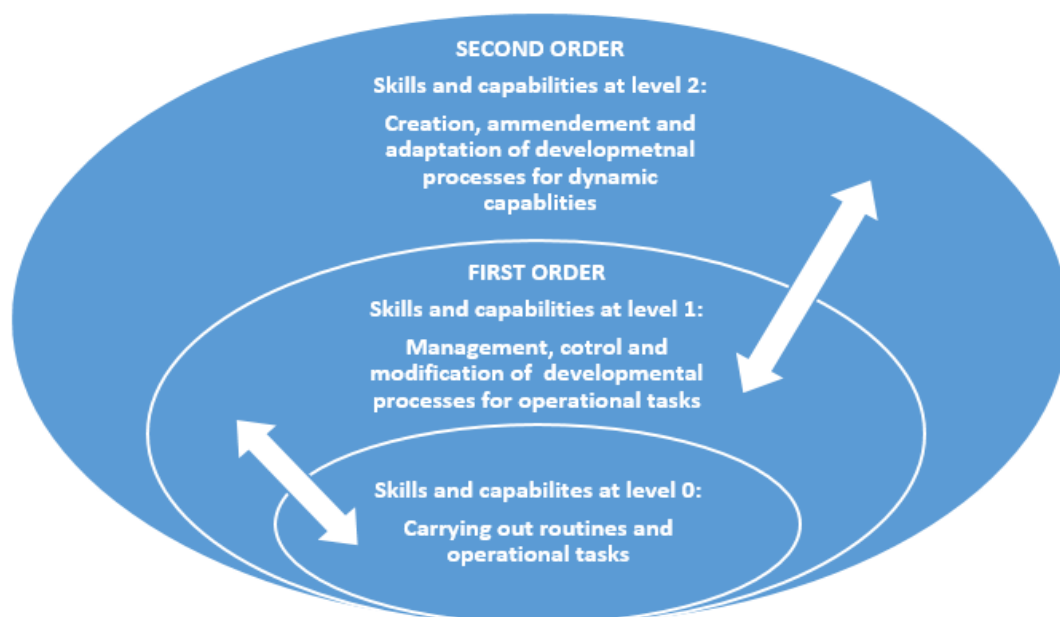 SECOND ORDER
Skills and capabilities at level 2:
Creation, ammendement and
adaptation of developmetnal
processes for dynamic
capablities
FIRST ORDER
Skills and capabilities at level 1:
Management, cotrol and
modification of developmental
processes for operational tasks
Skills and capabilites at level 0:
Carrying out routines and
operational tasks